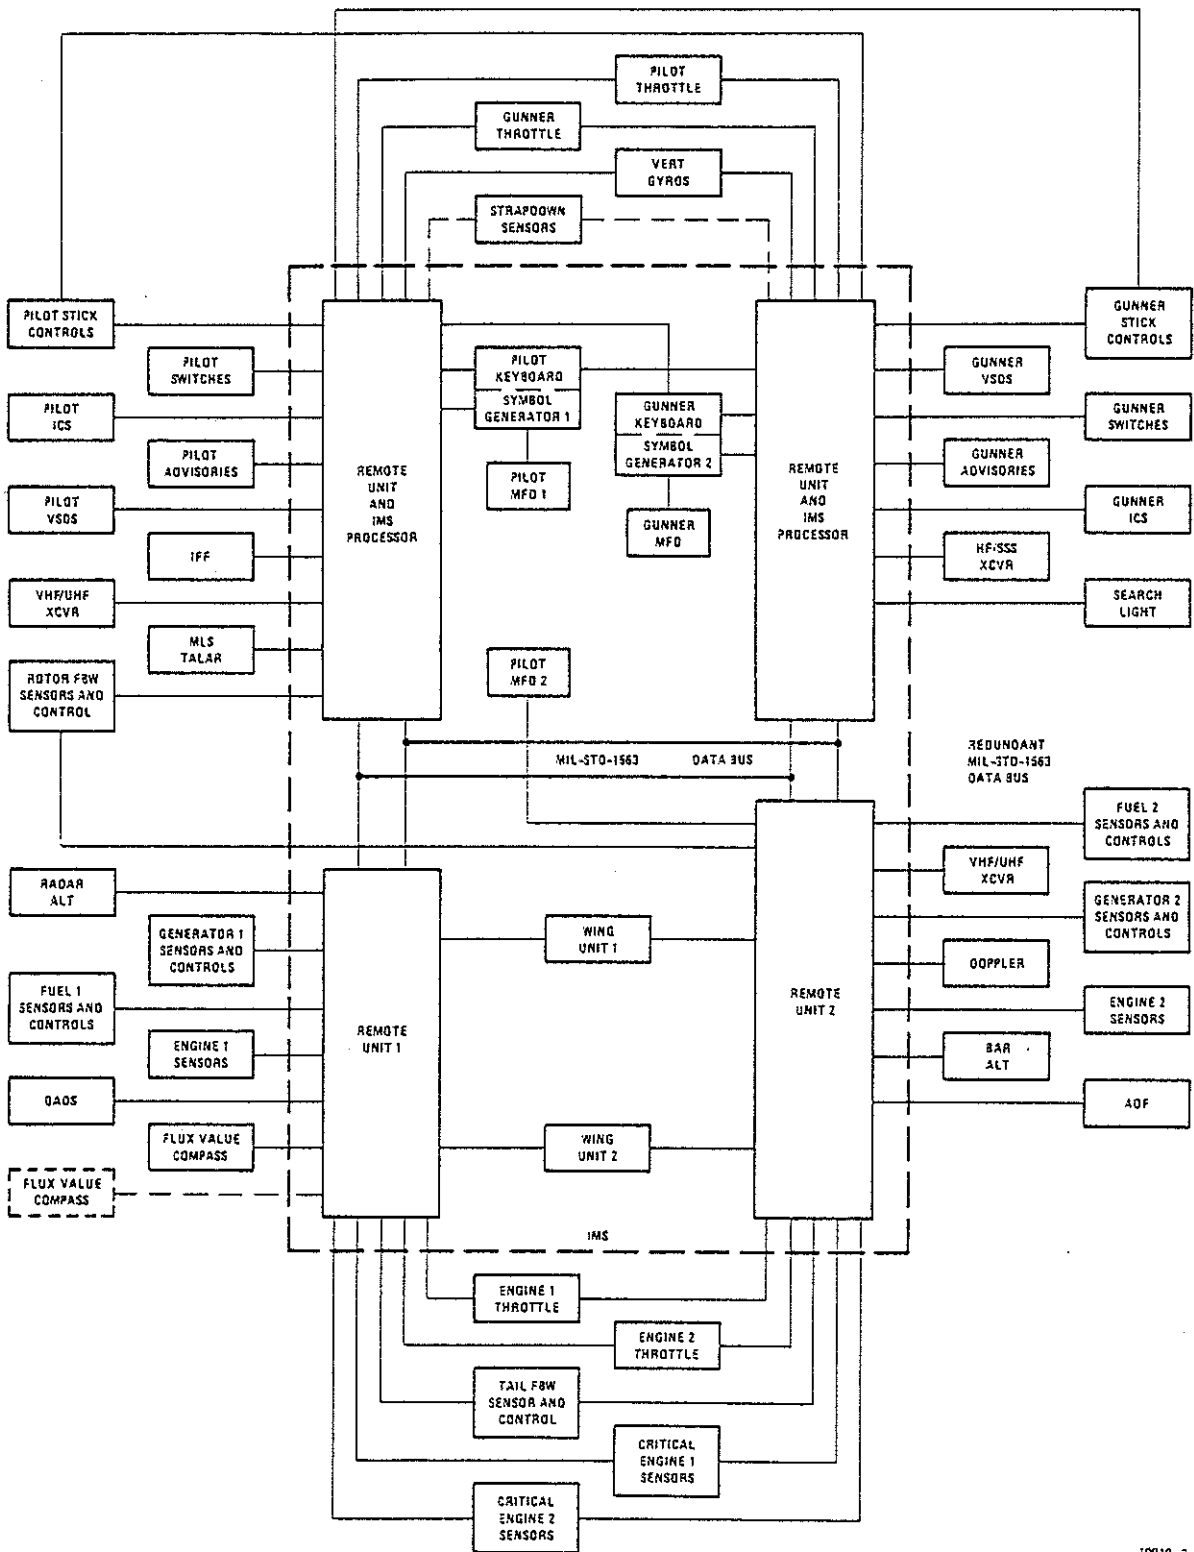 PILOT
THROTTLE
GUNNER
THROTTLE
VERT
GYROS
STRAPDOWN
SENSORS
PILOT STICK
CONTROLS
PILOT
SWITCHES
PILOT
ICS
PILOT
ADVISORIES
PILOT
VSDS
IFF
VHF/UHF
XCVR
MLS
TALAR
ROTOR FBW
SENSORS AND
CONTROL
REMOTE
UNIT
AND
IMS
PROCESSOR
PILOT
KEYBOARD
SYMBOL
GENERATOR 1
PILOT
MFD 1
GUNNER
KEYBOARD
SYMBOL
GENERATOR 2
GUNNER
MFD
PILOT
MFD 2
REMOTE
UNIT
AND
IMS
PROCESSOR
GUNNER
STICK
CONTROLS
GUNNER
VSDS
GUNNER
SWITCHES
GUNNER
ADVISORIES
GUNNER
ICS
HF/SSS
XCVR
SEARCH
LIGHT
MIL-STD-1563 DATA BUS
REDUNDANT
MIL-STD-1563
DATA BUS
RADAR
ALT
GENERATOR 1
SENSORS AND
CONTROLS
FUEL 1
SENSORS AND
CONTROLS
ENGINE 1
SENSORS
OADS
FLUX VALUE
COMPASS
FLUX VALUE
COMPASS
REMOTE
UNIT 1
WING
UNIT 1
WING
UNIT 2
REMOTE
UNIT 2
FUEL 2
SENSORS AND
CONTROLS
VHF/UHF
XCVR
GENERATOR 2
SENSORS AND
CONTROLS
DOPPLER
ENGINE 2
SENSORS
BAR
ALT
ADF
IMS
ENGINE 1
THROTTLE
ENGINE 2
THROTTLE
TAIL FBW
SENSOR AND
CONTROL
CRITICAL
ENGINE 1
SENSORS
CRITICAL
ENGINE 2
SENSORS